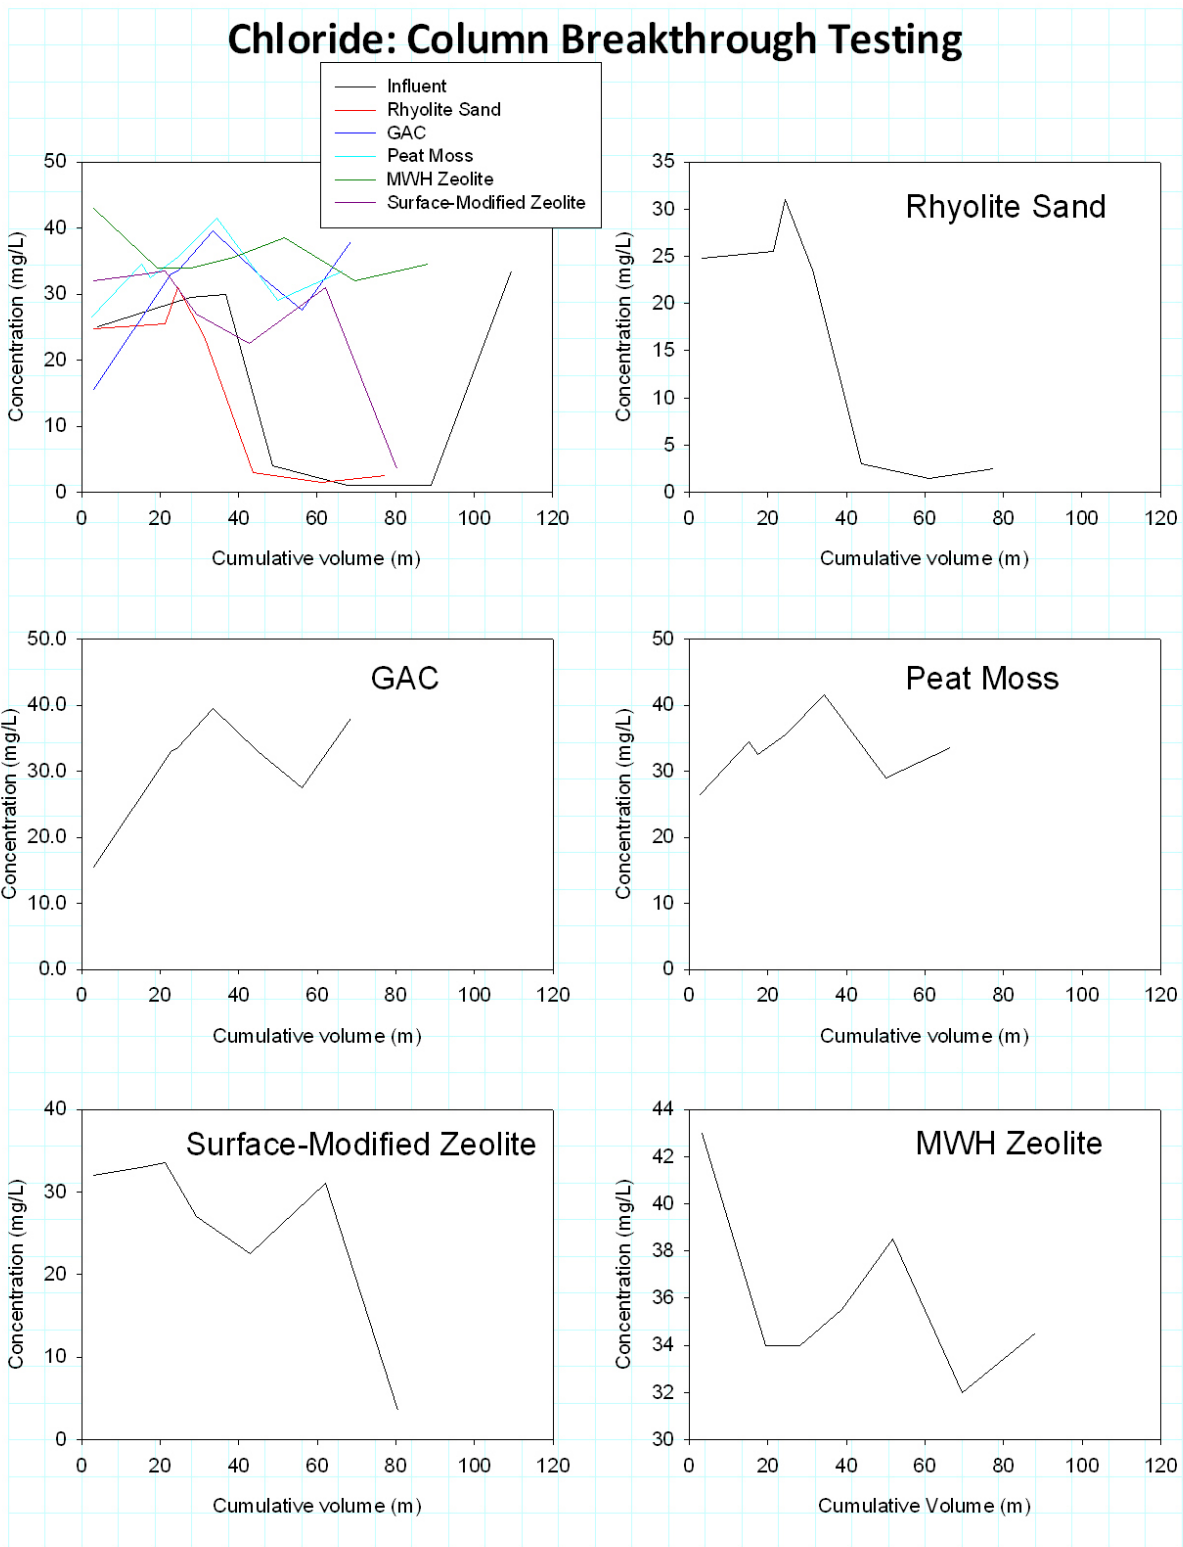 Chloride: Column Breakthrough Testing
Influent
Rhyolite Sand
GAC
Peat Moss
MWH Zeolite
Surface-Modified Zeolite
50
40
30
20
10
0
0 20 40 60 80 100 120
Concentration (mg/L)
Cumulative volume (m)
Rhyolite Sand
35
30
25
20
15
10
5
0
0 20 40 60 80 100 120
Concentration (mg/L)
Cumulative volume (m)
GAC
50.0
40.0
30.0
20.0
10.0
0.0
0 20 40 60 80 100 120
Concentration (mg/L)
Cumulative volume (m)
Peat Moss
50
40
30
20
10
0
0 20 40 60 80 100 120
Concentration (mg/L)
Cumulative volume (m)
Surface-Modified Zeolite
40
30
20
10
0
0 20 40 60 80 100 120
Concentration (mg/L)
Cumulative volume (m)
MWH Zeolite
44
42
40
38
36
34
32
30
0 20 40 60 80 100 120
Concentration (mg/L)
Cumulative Volume (m)